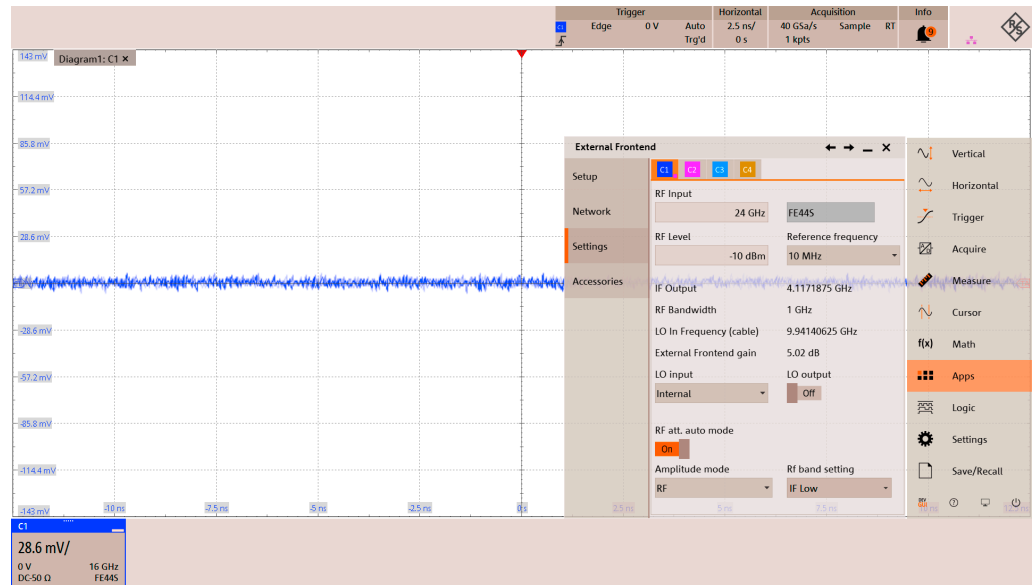 Trigger Horizontal Acquisition Info
C1 Edge 0 V Auto 2.5 ns/ 40 GSa/s Sample RT 9
Trg'd 0 s 1 kpts
R&S
143 mV Diagram1: C1 ×
114.4 mV
85.8 mV
57.2 mV
28.6 mV
-28.6 mV
-57.2 mV
-85.8 mV
-114.4 mV
-143 mV -10 ns -7.5 ns -5 ns -2.5 ns 0 s 2.5 ns 5 ns 7.5 ns 10 ns 12.5 ns
External Frontend
Setup
Network
Settings
Accessories
C1 C2 C3 C4
RF Input
24 GHz FE44S
RF Level Reference frequency
-10 dBm 10 MHz
IF Output 4.1171875 GHz
RF Bandwidth 1 GHz
LO In Frequency (cable) 9.94140625 GHz
External Frontend gain 5.02 dB
LO input LO output
Internal Off
RF att. auto mode
On
Amplitude mode Rf band setting
RF IF Low
Vertical
Horizontal
Trigger
Acquire
Measure
Cursor
f(x) Math
Apps
Logic
Settings
Save/Recall
C1
28.6 mV/
0 V 16 GHz
DC-50 Ω FE44S